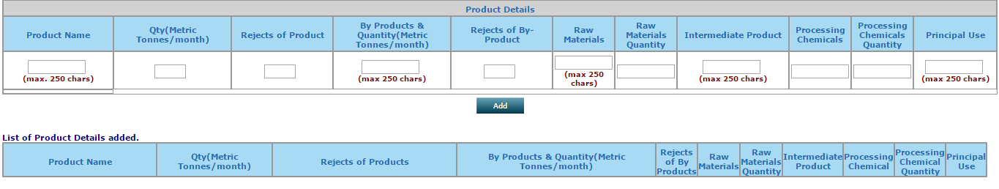 Product Details
Product Name
Qty(Metric
Tonnes/month)
Rejects of Product
By Products &
Quantity(Metric
Tonnes/month)
Rejects of By-
Product
Raw
Materials
Raw
Materials
Quantity
Intermediate Product
Processing
Chemicals
Processing
Chemicals
Quantity
Principal Use
(max. 250 chars)
(max 250 chars)
(max 250
chars)
(max 250 chars)
(max 250 chars)
Add
List of Product Details added.
Product Name
Qty(Metric
Tonnes/month)
Rejects of Products
By Products & Quantity(Metric
Tonnes/month)
Rejects
of By
Products
Raw
Materials
Raw
Materials
Quantity
Intermediate
Product
Processing
Chemical
Processing
Chemical
Quantity
Principal
Use